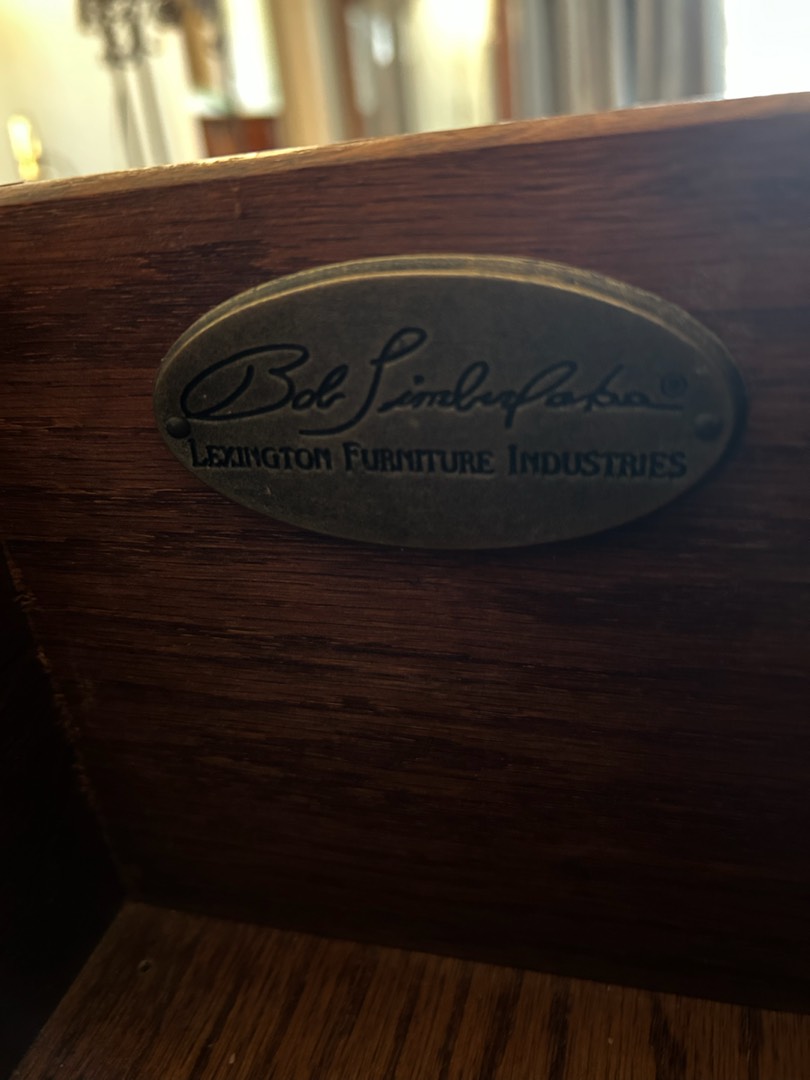 Bob Timberlake®
LEXINGTON FURNITURE INDUSTRIES